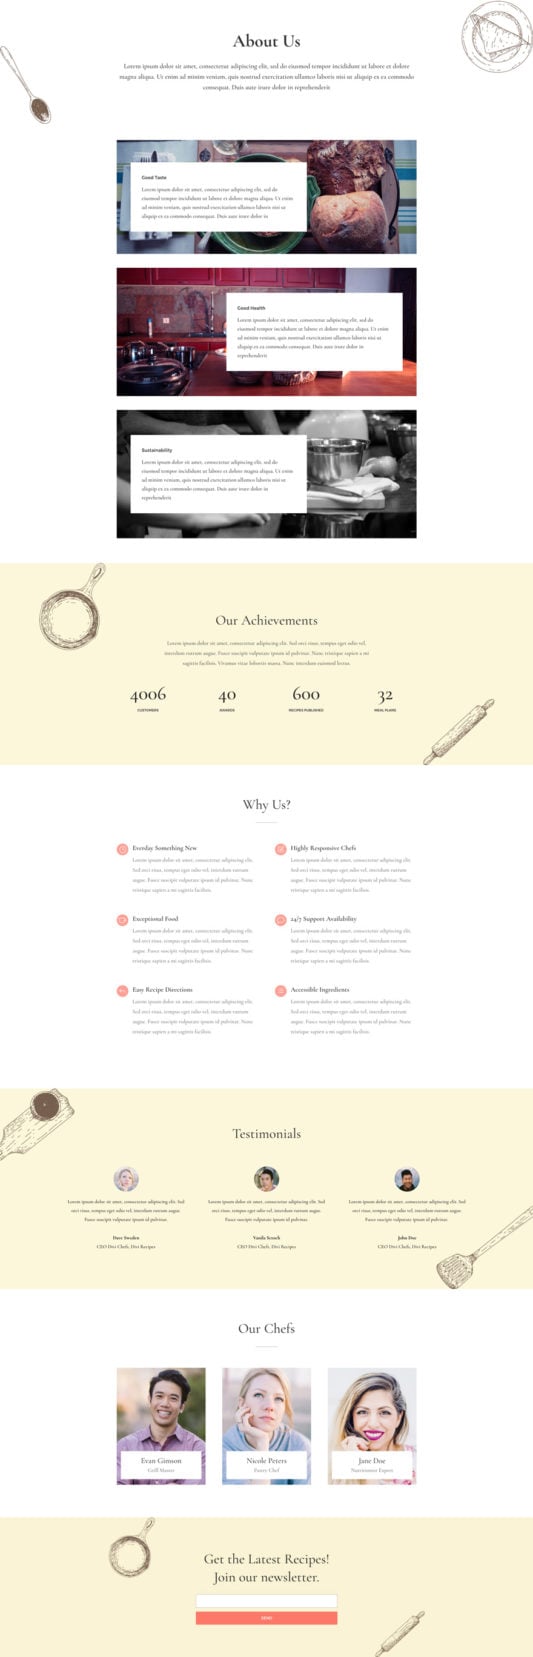 About Us
Lorem ipsum dolor sit amet, consectetur adipiscing elit, sed do eiusmod tempor incididunt ut labore et dolore
magna aliqua. Ut enim ad minim veniam, quis nostrud exercitation ullamco laboris nisi ut aliquip ex ea commodo
consequat. Duis aute irure dolor in reprehenderit
Good Taste
Lorem ipsum dolor sit amet, consectetur adipiscing elit, sed do
eiusmod tempor incididunt ut labore et dolore magna aliqua. Ut enim
ad minim veniam, quis nostrud exercitation ullamco laboris nisi ut
aliquip ex ea commodo consequat. Duis aute irure dolor in
Good Health
Lorem ipsum dolor sit amet, consectetur adipiscing elit, sed do
eiusmod tempor incididunt ut labore et dolore magna aliqua. Ut enim
ad minim veniam, quis nostrud exercitation ullamco laboris nisi ut
aliquip ex ea commodo consequat. Duis aute irure dolor in
reprehenderit
Sustainability
Lorem ipsum dolor sit amet, consectetur adipiscing elit, sed do
eiusmod tempor incididunt ut labore et dolore magna aliqua. Ut enim
ad minim veniam, quis nostrud exercitation ullamco laboris nisi ut
aliquip ex ea commodo consequat. Duis aute irure dolor in
reprehenderit
Our Achievements
Lorem ipsum dolor sit amet, consectetur adipiscing elit. Sed orci risus, tempus eget odio vel,
interdum rutrum augue. Fusce suscipit vulputate ipsum id pulvinar. Nunc tristique sapien a mi
sagittis facilisis. Vivamus vitae lobortis massa. Nunc interdum euismod lectus.
4006
CUSTOMERS
40
AWARDS
600
RECIPES PUBLISHED
32
MEAL PLANS
Why Us?
Everday Something New
Lorem ipsum dolor sit amet, consectetur adipiscing elit.
Sed orci risus, tempus eget odio vel, interdum rutrum
augue. Fusce suscipit vulputate ipsum id pulvinar. Nunc
tristique sapien a mi sagittis facilisis.
Highly Responsive Chefs
Lorem ipsum dolor sit amet, consectetur adipiscing elit.
Sed orci risus, tempus eget odio vel, interdum rutrum
augue. Fusce suscipit vulputate ipsum id pulvinar. Nunc
tristique sapien a mi sagittis facilisis.
Exceptional Food
Lorem ipsum dolor sit amet, consectetur adipiscing elit.
Sed orci risus, tempus eget odio vel, interdum rutrum
augue. Fusce suscipit vulputate ipsum id pulvinar. Nunc
tristique sapien a mi sagittis facilisis.
24/7 Support Availability
Lorem ipsum dolor sit amet, consectetur adipiscing elit.
Sed orci risus, tempus eget odio vel, interdum rutrum
augue. Fusce suscipit vulputate ipsum id pulvinar. Nunc
tristique sapien a mi sagittis facilisis.
Easy Recipe Directions
Lorem ipsum dolor sit amet, consectetur adipiscing elit.
Sed orci risus, tempus eget odio vel, interdum rutrum
augue. Fusce suscipit vulputate ipsum id pulvinar. Nunc
tristique sapien a mi sagittis facilisis.
Accessible Ingredients
Lorem ipsum dolor sit amet, consectetur adipiscing elit.
Sed orci risus, tempus eget odio vel, interdum rutrum
augue. Fusce suscipit vulputate ipsum id pulvinar. Nunc
tristique sapien a mi sagittis facilisis.
Testimonials
Lorem ipsum dolor sit amet, consectetur adipiscing elit. Sed
orci risus, tempus eget odio vel, interdum rutrum augue.
Fusce suscipit vulputate ipsum id pulvinar.
Dave Sweden
CEO Divi Chefs, Divi Recipes
Lorem ipsum dolor sit amet, consectetur adipiscing elit. Sed
orci risus, tempus eget odio vel, interdum rutrum augue.
Fusce suscipit vulputate ipsum id pulvinar.
CEO Divi Chefs, Divi Recipes
Lorem ipsum dolor sit amet, consectetur adipiscing elit. Sed
orci risus, tempus eget odio vel, interdum rutrum augue.
Fusce suscipit vulputate ipsum id pulvinar.
John Doe
CEO Divi Chefs, Divi Recipes
Our Chefs
Evan Gimson
Grill Master
Nicole Peters
Pastry Chef
Jane Doe
Nutritionist Expert
Get the Latest Recipes!
Join our newsletter.
SEND